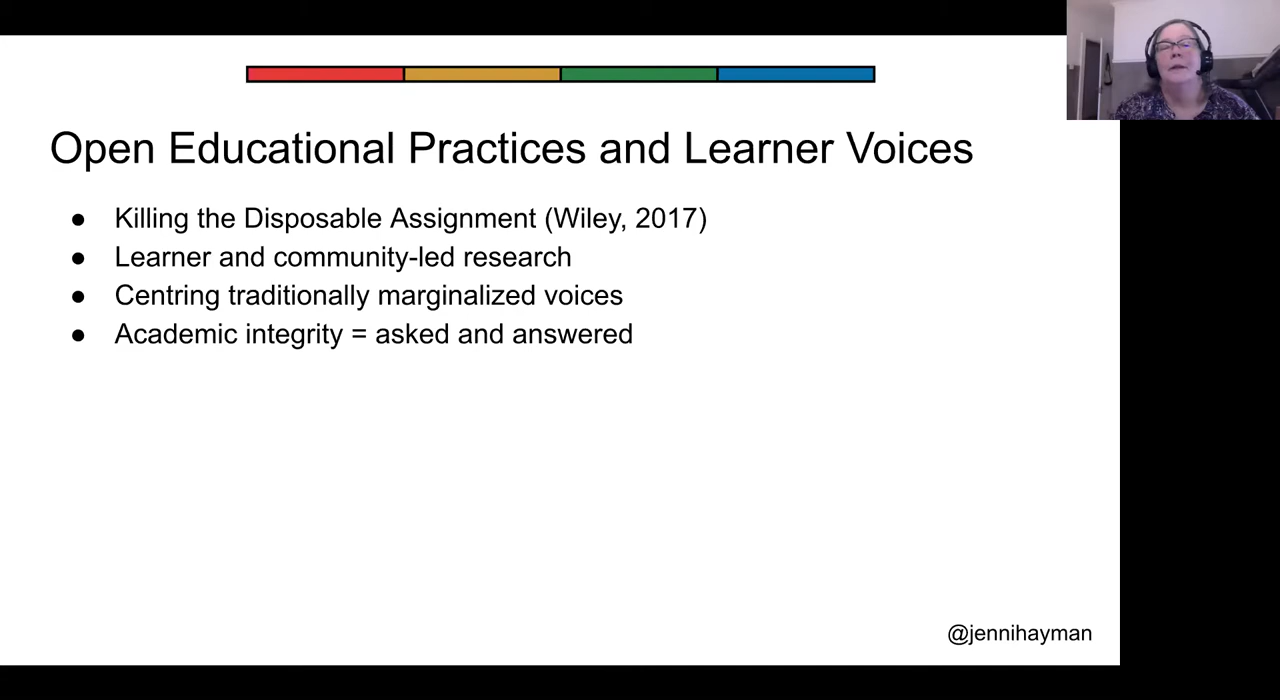 Open Educational Practices and Learner Voices
● Killing the Disposable Assignment (Wiley, 2017)
● Learner and community-led research
● Centring traditionally marginalized voices
● Academic integrity = asked and answered
@jennihayman